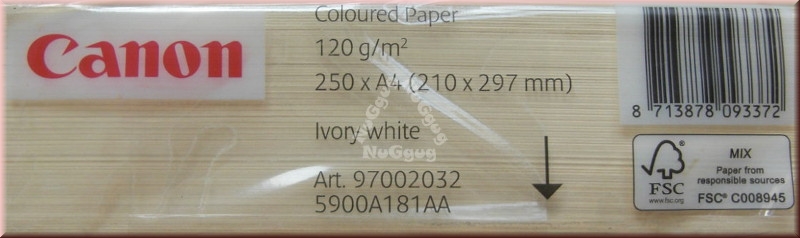 Canon
Coloured Paper
120 g/m²
250 x A4 (210 x 297 mm)
Ivory white
NuGgug
NuGgug
Art. 97002032
5900A181AA
8 713878 093372
FSC
www.fsc.org
MIX
Paper from
responsible sources
FSC® C008945